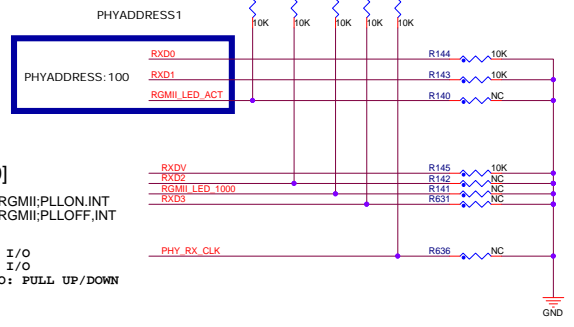 PHYADDRESS1
10K 10K 10K 10K 10K
RXD0 R144 10K
PHYADDRESS:100 RXD1 R143 10K
RGMII_LED_ACT R140 NC
RXDV R145 10K
RXD2 R142 NC
RGMII_LED_1000 R141 NC
RXD3 R631 NC
RGMII;PLLON.INT
RGMII;PLLOFF,INT
I/O
PHY_RX_CLK R636 NC
I/O
O: PULL UP/DOWN
GND